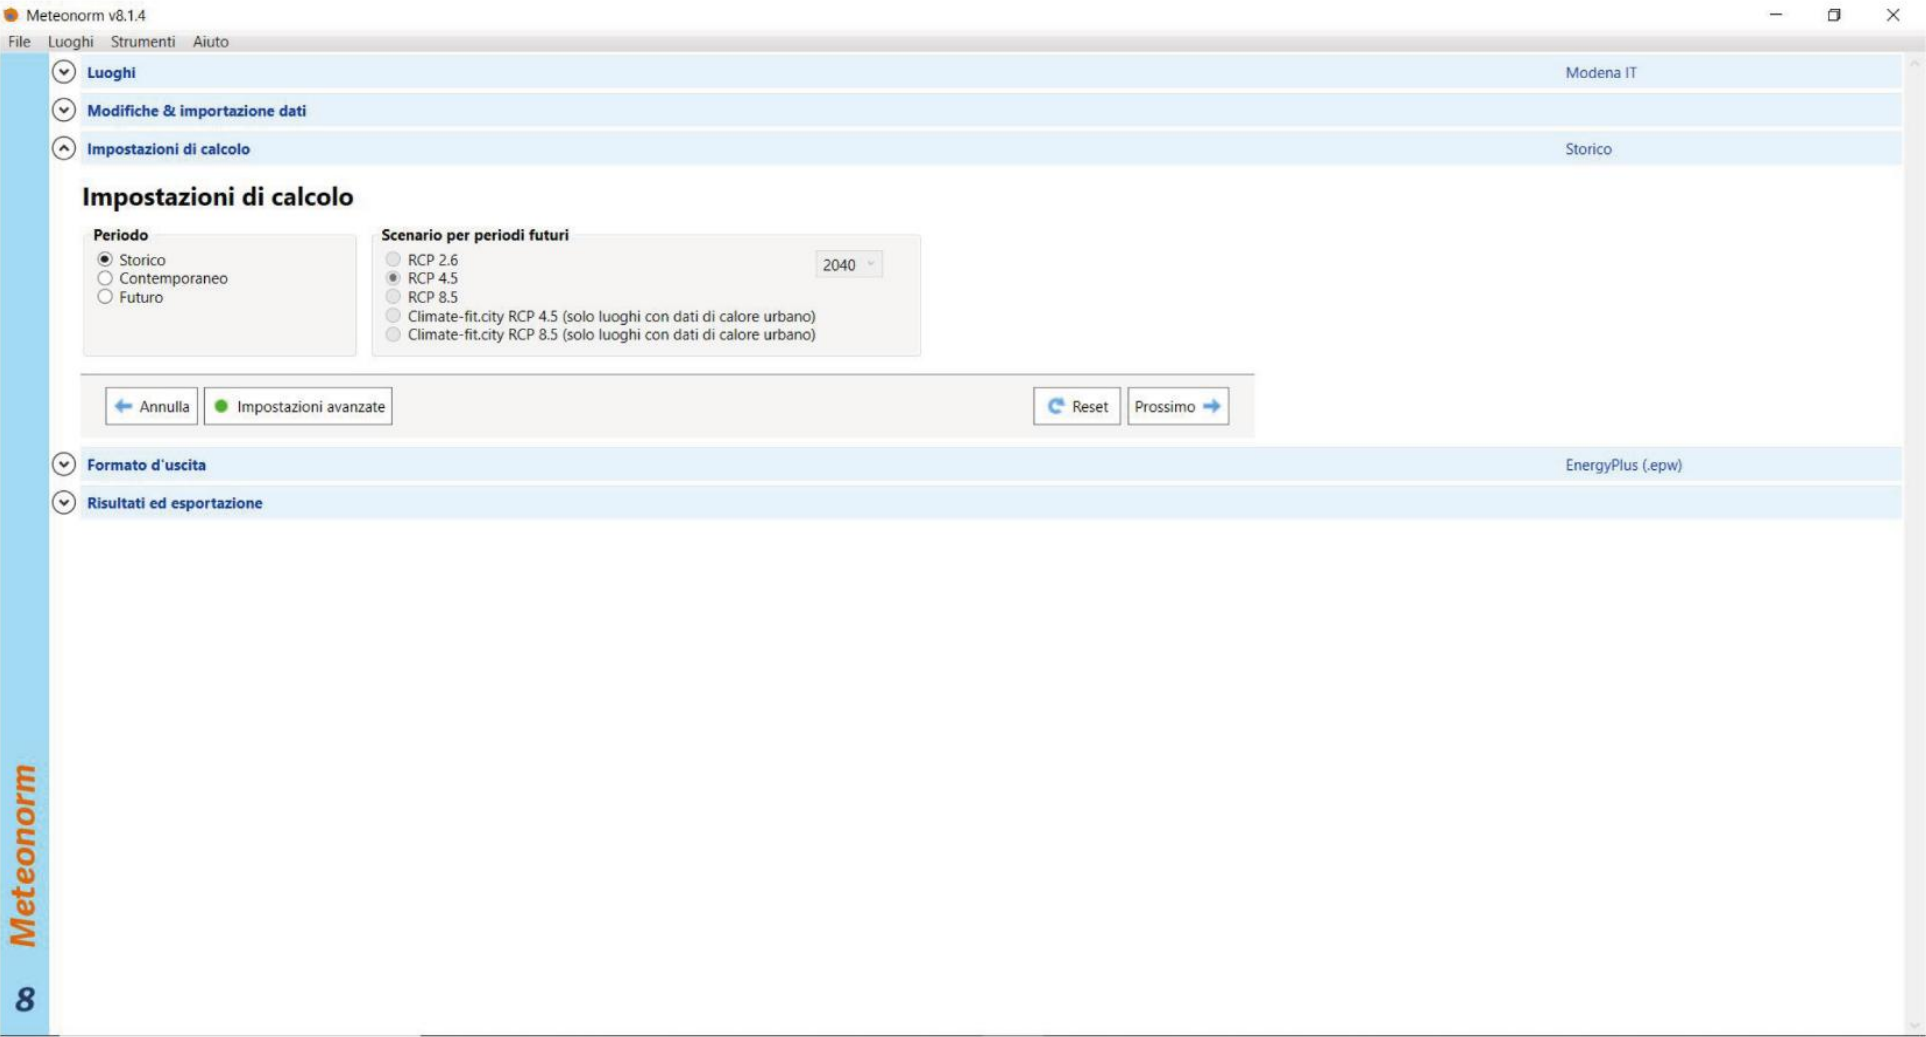 Meteonorm v8.1.4
File Luoghi Strumenti Aiuto
Luoghi Modena IT
Modifiche & importazione dati
Impostazioni di calcolo Storico
Impostazioni di calcolo
Periodo
Storico
Contemporaneo
Futuro
Scenario per periodi futuri
RCP 2.6
2040
RCP 4.5
RCP 8.5
Climate-fit.city RCP 4.5 (solo luoghi con dati di calore urbano)
Climate-fit.city RCP 8.5 (solo luoghi con dati di calore urbano)
Annulla Impostazioni avanzate Reset Prossimo
Formato d'uscita EnergyPlus (.epw)
Risultati ed esportazione
Meteonorm
8